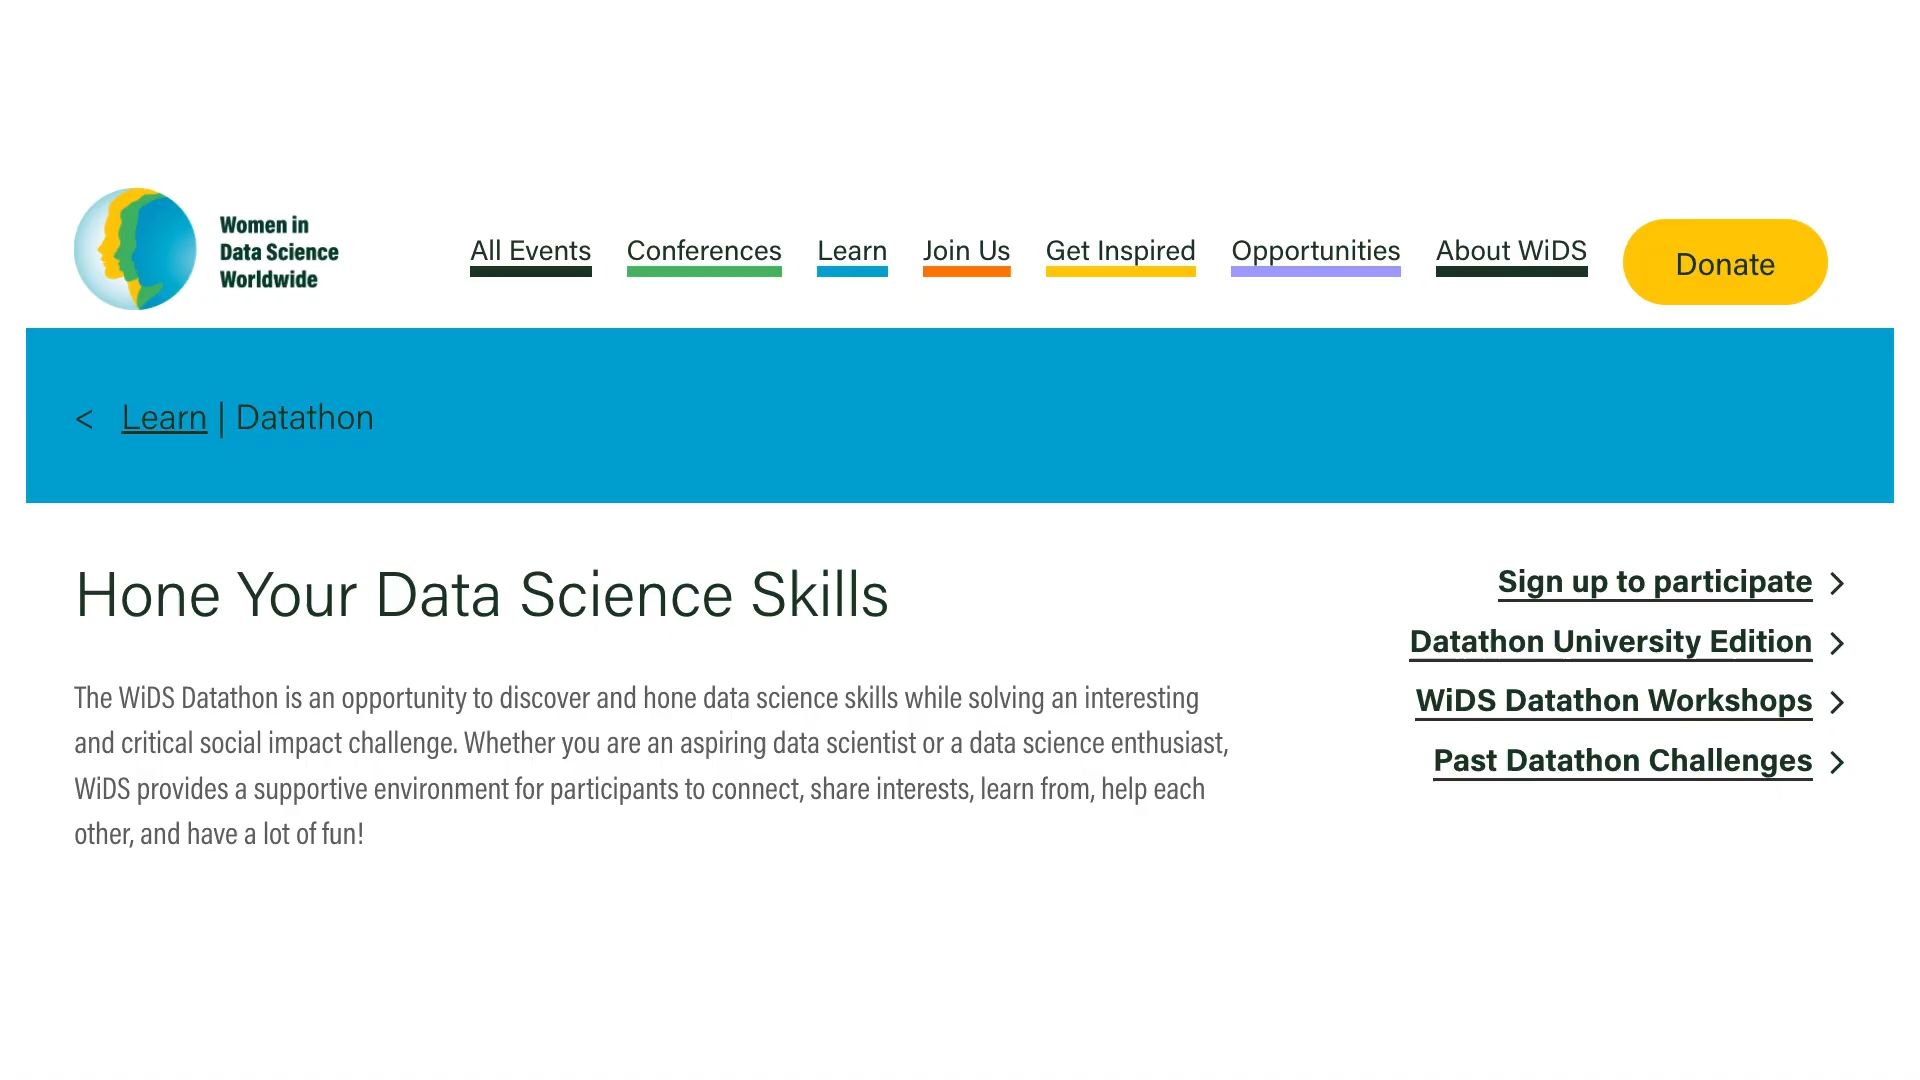 Women in
Data Science
Worldwide
All Events
Conferences
Learn
Join Us
Get Inspired
Opportunities
About WiDS
Donate
< Learn | Datathon
Hone Your Data Science Skills
The WiDS Datathon is an opportunity to discover and hone data science skills while solving an interesting
and critical social impact challenge. Whether you are an aspiring data scientist or a data science enthusiast,
WiDS provides a supportive environment for participants to connect, share interests, learn from, help each
other, and have a lot of fun!
Sign up to participate >
Datathon University Edition >
WiDS Datathon Workshops >
Past Datathon Challenges >